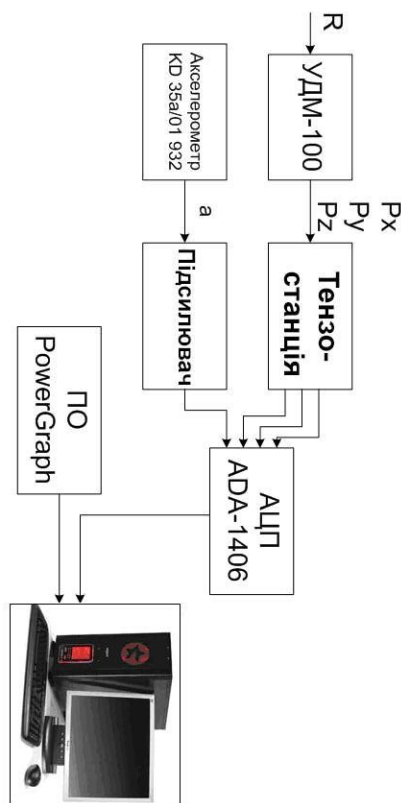 R
УДМ-100
Px
Py
Pz
Тензо-
станція
Акселерометр
KD 35a/01 932
a
Підсилювач
АЦП
ADA-1406
ПО
PowerGraph